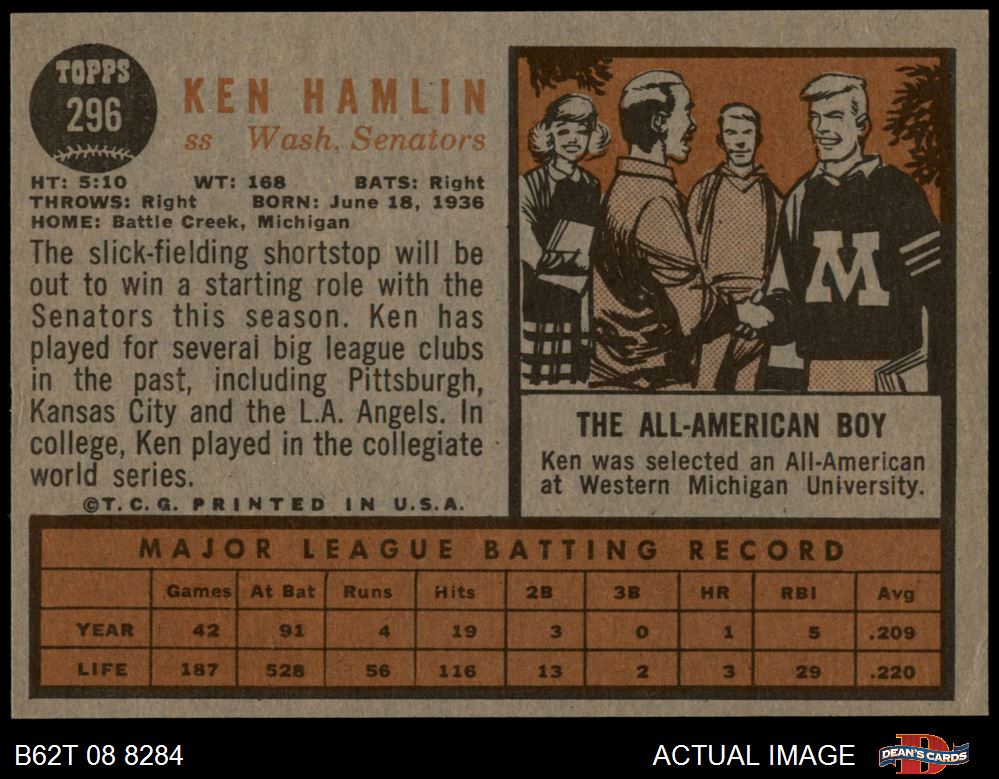 TOPPS
296
KEN HAMLIN
ss Wash. Senators
HT: 5:10 WT: 168 BATS: Right
THROWS: Right BORN: June 18, 1936
HOME: Battle Creek, Michigan
The slick-fielding shortstop will be
out to win a starting role with the
Senators this season. Ken has
played for several big league clubs
in the past, including Pittsburgh,
Kansas City and the L.A. Angels. In
college, Ken played in the collegiate
world series.
©T.C.G. PRINTED IN U.S.A.
M
THE ALL-AMERICAN BOY
Ken was selected an All-American
at Western Michigan University.
MAJOR LEAGUE BATTING RECORD
Games At Bat Runs Hits 2B 3B HR RBI Avg
YEAR 42 91 4 19 3 0 1 5 .209
LIFE 187 528 56 116 13 2 3 29 .220
B62T 08 8284 ACTUAL IMAGE DEAN'S CARDS